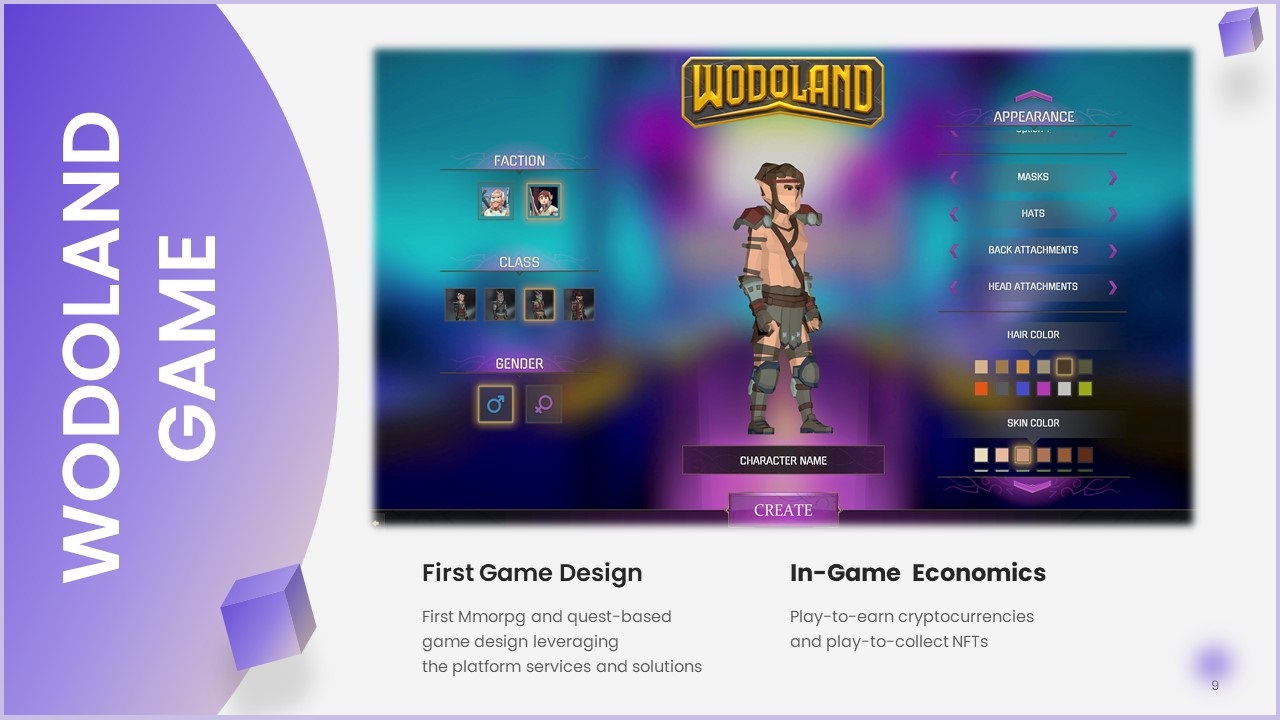 WODOLAND
GAME
WODOLAND
FACTION
CLASS
GENDER
APPEARANCE
MASKS
HATS
BACK ATTACHMENTS
HEAD ATTACHMENTS
HAIR COLOR
SKIN COLOR
CHARACTER NAME
CREATE
First Game Design
First Mmorpg and quest-based
game design leveraging
the platform services and solutions
In-Game Economics
Play-to-earn cryptocurrencies
and play-to-collect NFTs
9